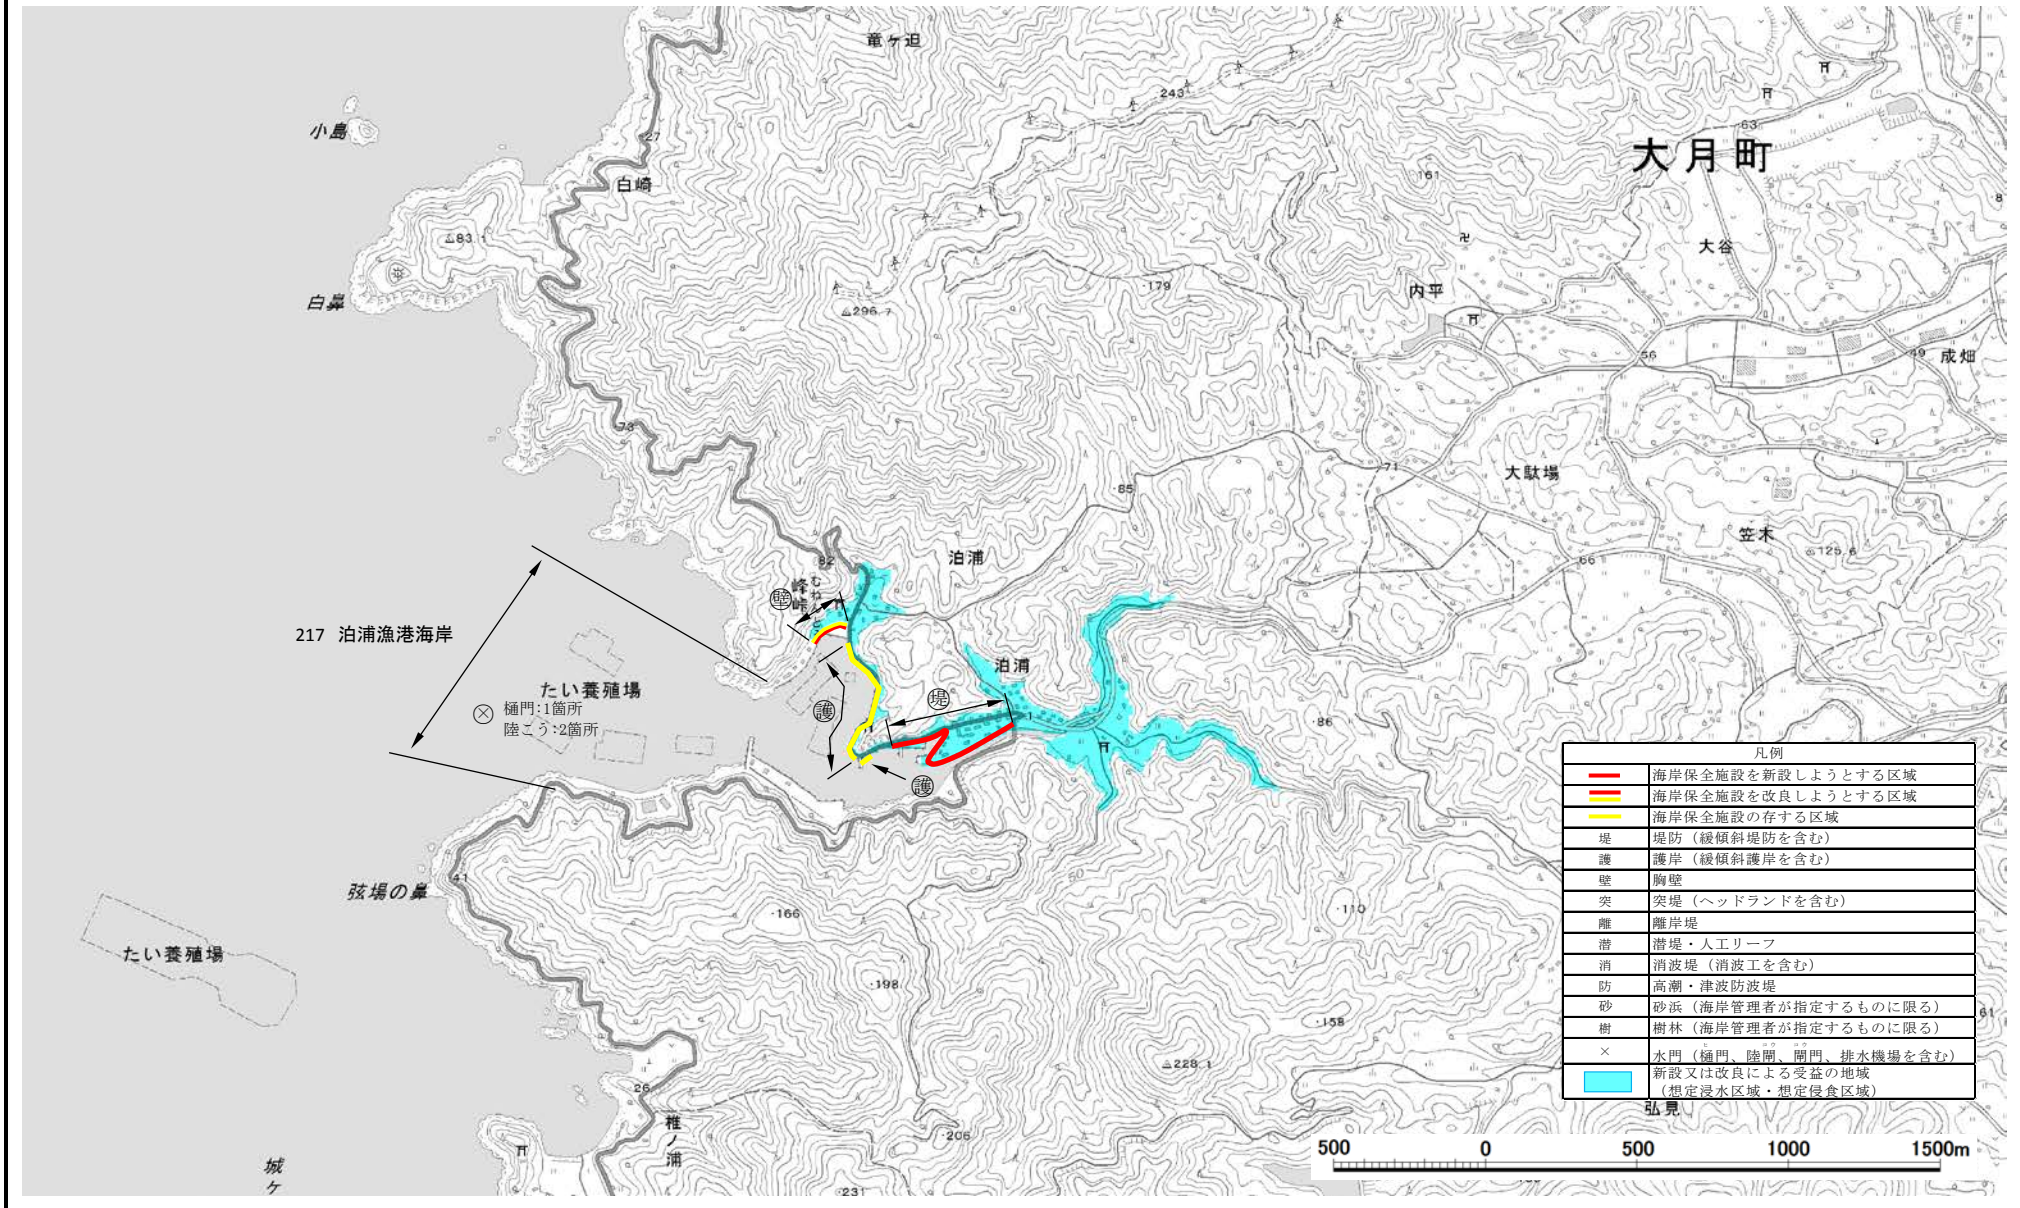 竜ケ迫
243
小島
27
白崎
63
大月町
161
83.1
大谷
白鼻
179
内平
296.7
56
49
成畑
73
71
大駄場
85
笠木
125.6
66
泊浦
82
峰峠
壁
217 泊浦漁港海岸
泊浦
たい養殖場
堤
護
× 樋門:1箇所
陸こう:2箇所
86
護
凡例
海岸保全施設を新設しようとする区域
海岸保全施設を改良しようとする区域
海岸保全施設の存する区域
堤 堤防（緩傾斜堤防を含む）
護 護岸（緩傾斜護岸を含む）
壁 胸壁
突 突堤（ヘッドランドを含む）
離 離岸堤
潜 潜堤・人工リーフ
消 消波堤（消波工を含む）
防 高潮・津波防波堤
砂 砂浜（海岸管理者が指定するものに限る）
樹 樹林（海岸管理者が指定するものに限る）
× 水門（樋門、陸閘、閘門、排水機場を含む）
新設又は改良による受益の地域
（想定浸水区域・想定侵食区域）
50
41
弦場の鼻
166
110
たい養殖場
198
158
61
228.1
26
弘見
椎ノ浦
206
城ケ
231
500 0 500 1000 1500m